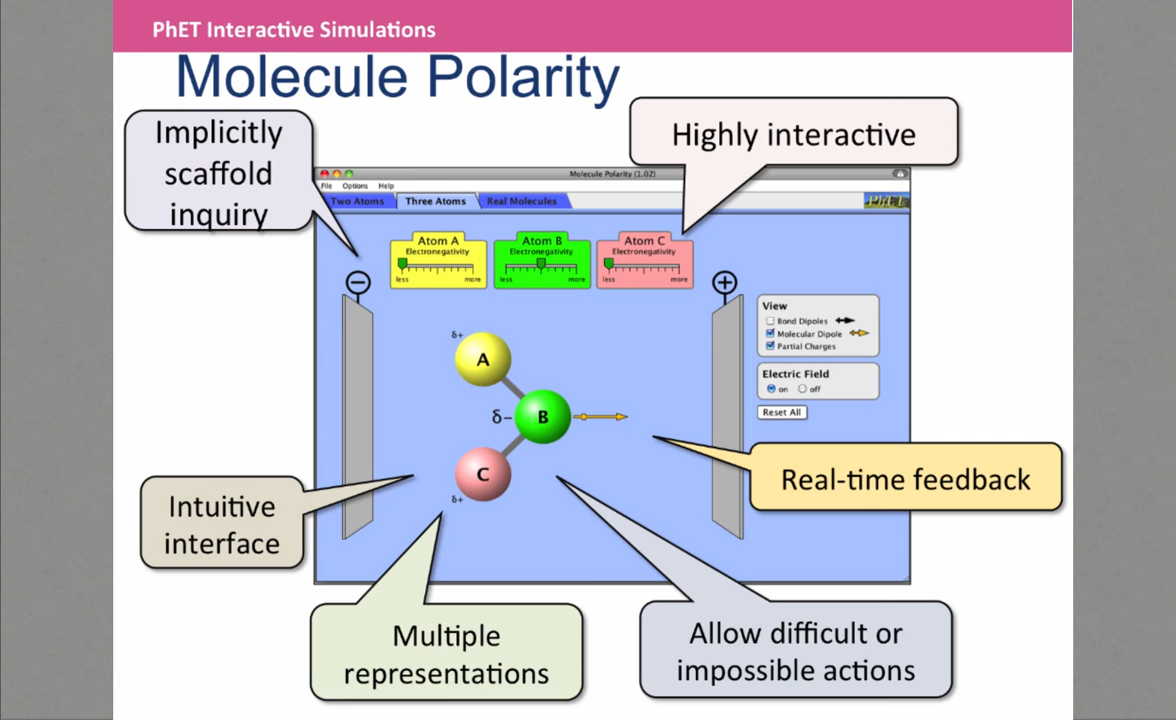 PhET Interactive Simulations
Molecule Polarity
Implicitly
scaffold
inquiry
Highly interactive
Molecule Polarity (1.02)
File Options Help
Two Atoms Three Atoms Real Molecules
PhET
Atom A Atom B Atom C
Electronegativity Electronegativity Electronegativity
less more less more less more
− +
View
Bond Dipoles
Molecular Dipole
Partial Charges
Electric Field
on off
Reset All
δ+
A
δ− B
C
δ+
Real-time feedback
Intuitive
interface
Multiple
representations
Allow difficult or
impossible actions